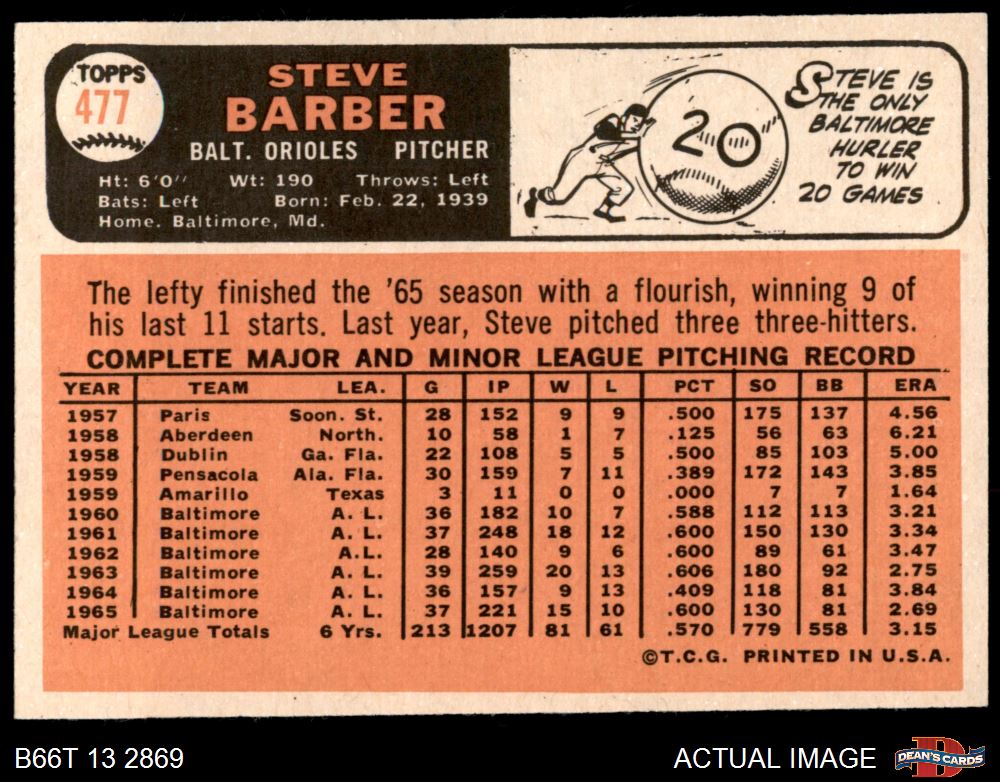 TOPPS
477
STEVE
BARBER
BALT. ORIOLES PITCHER
Ht: 6'0" Wt: 190 Throws: Left
Bats: Left Born: Feb. 22, 1939
Home. Baltimore, Md.
20
STEVE IS
THE ONLY
BALTIMORE
HURLER
TO WIN
20 GAMES
The lefty finished the '65 season with a flourish, winning 9 of
his last 11 starts. Last year, Steve pitched three three-hitters.
COMPLETE MAJOR AND MINOR LEAGUE PITCHING RECORD
YEAR TEAM LEA. G IP W L PCT SO BB ERA
1957 Paris Soon. St. 28 152 9 9 .500 175 137 4.56
1958 Aberdeen North. 10 58 1 7 .125 56 63 6.21
1958 Dublin Ga. Fla. 22 108 5 5 .500 85 103 5.00
1959 Pensacola Ala. Fla. 30 159 7 11 .389 172 143 3.85
1959 Amarillo Texas 3 11 0 0 .000 7 7 1.64
1960 Baltimore A. L. 36 182 10 7 .588 112 113 3.21
1961 Baltimore A. L. 37 248 18 12 .600 150 130 3.34
1962 Baltimore A.L. 28 140 9 6 .600 89 61 3.47
1963 Baltimore A. L. 39 259 20 13 .606 180 92 2.75
1964 Baltimore A. L. 36 157 9 13 .409 118 81 3.84
1965 Baltimore A. L. 37 221 15 10 .600 130 81 2.69
Major League Totals 6 Yrs. 213 1207 81 61 .570 779 558 3.15
©T.C.G. PRINTED IN U.S.A.
B66T 13 2869
ACTUAL IMAGE
D
DEAN'S CARDS